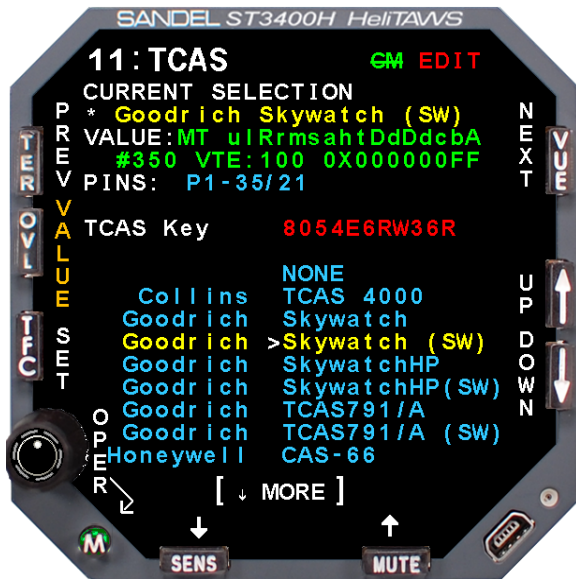 SANDEL ST3400H HeliTAWS
11:TCAS GM EDIT
CURRENT SELECTION
* Goodrich Skywatch (SW)
VALUE:MT ulRrmsahtDdDdcbA
#350 VTE:100 0X000000FF
PINS: P1-35/21
TCAS Key 8054E6RW36R
NONE
Collins TCAS 4000
Goodrich Skywatch
Goodrich >Skywatch (SW)
Goodrich SkywatchHP
Goodrich SkywatchHP(SW)
Goodrich TCAS791/A
Goodrich TCAS791/A (SW)
Honeywell CAS-66
[ ↓ MORE ]
PREV
VALUE
SET
OPER
NEXT
UP DOWN
TER
OVL
TFC
VUE
M
SENS
MUTE